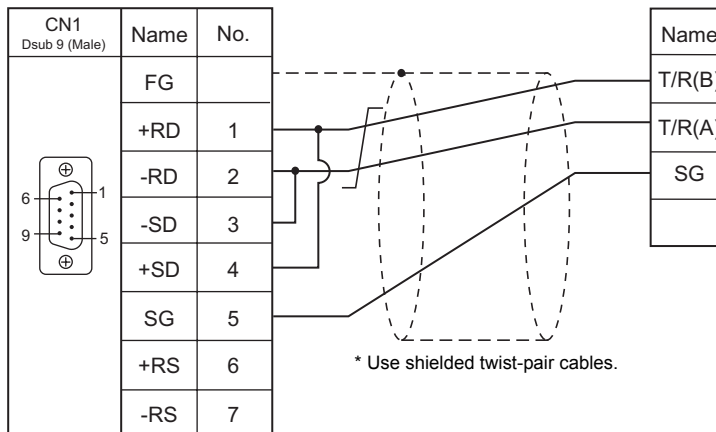 CN1
Dsub 9 (Male)
Name
No.
FG
+RD
1
-RD
2
-SD
3
+SD
4
SG
5
+RS
6
-RS
7
6
1
9
5
* Use shielded twist-pair cables.
Name
T/R(B)
T/R(A)
SG